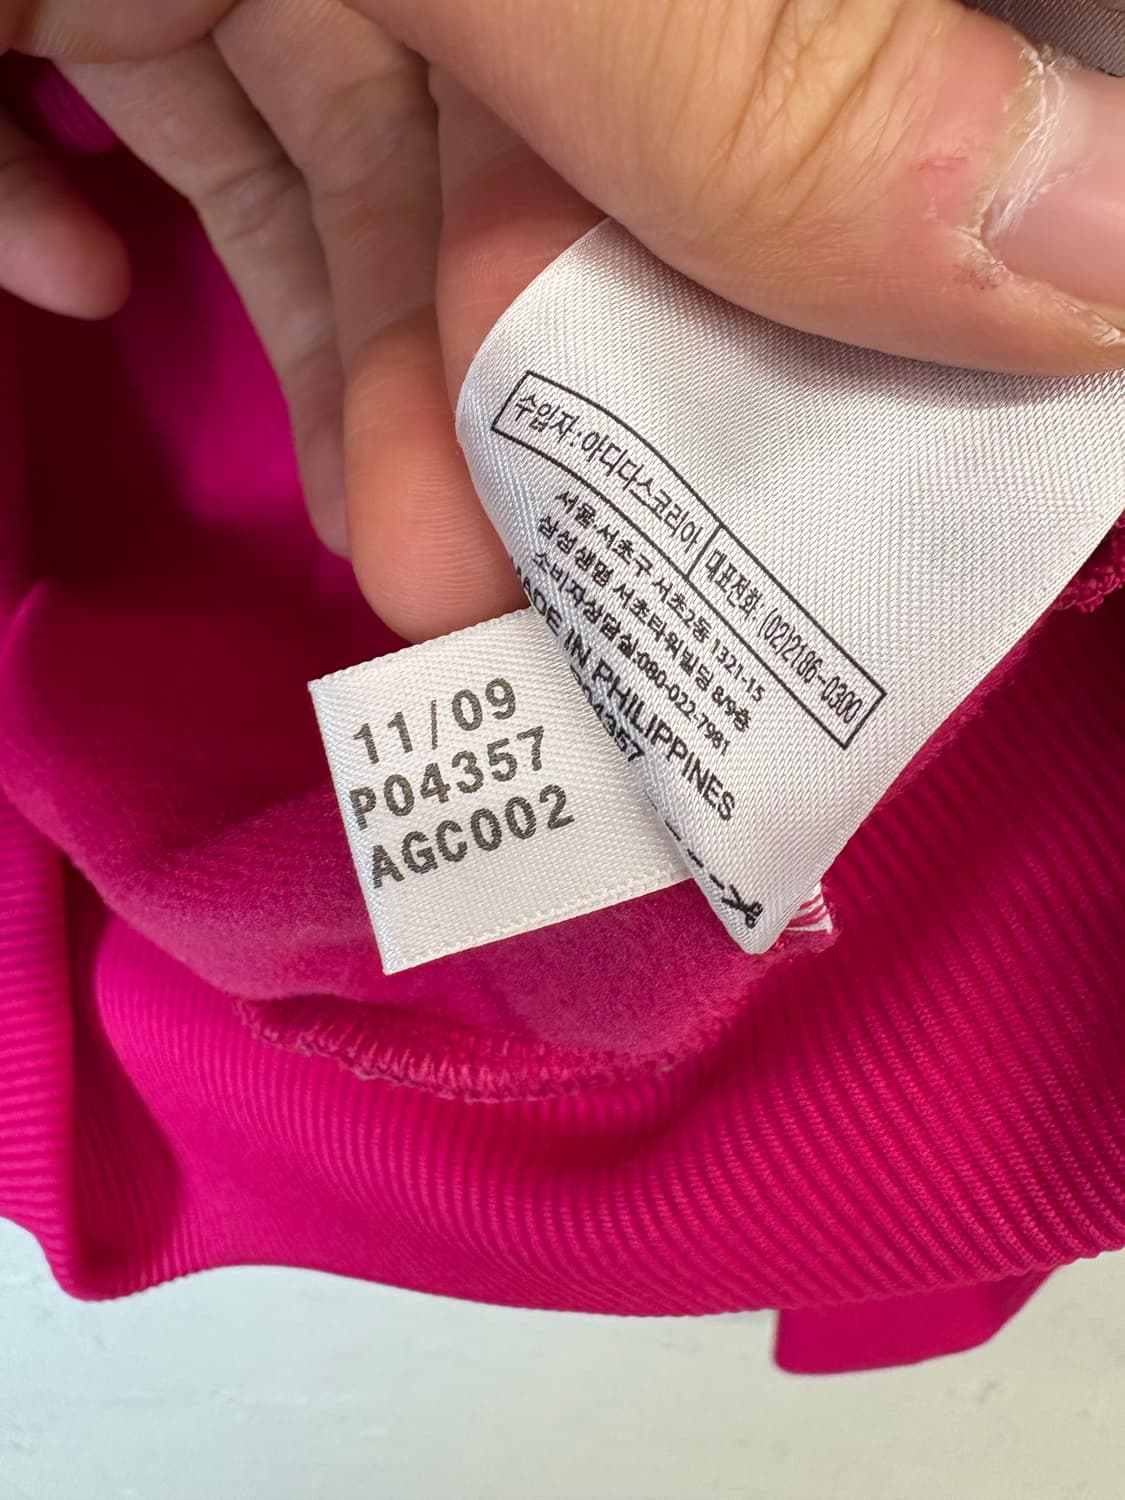 수입자: 아디다스코리아 대표전화: (02)2186-0300
서울 서초구 서초2동 1321-15
삼성생명 서초타워빌딩 8/9층
소비자상담실:080-022-7981
MADE IN PHILIPPINES
P04357
11/09
P04357
AGC002